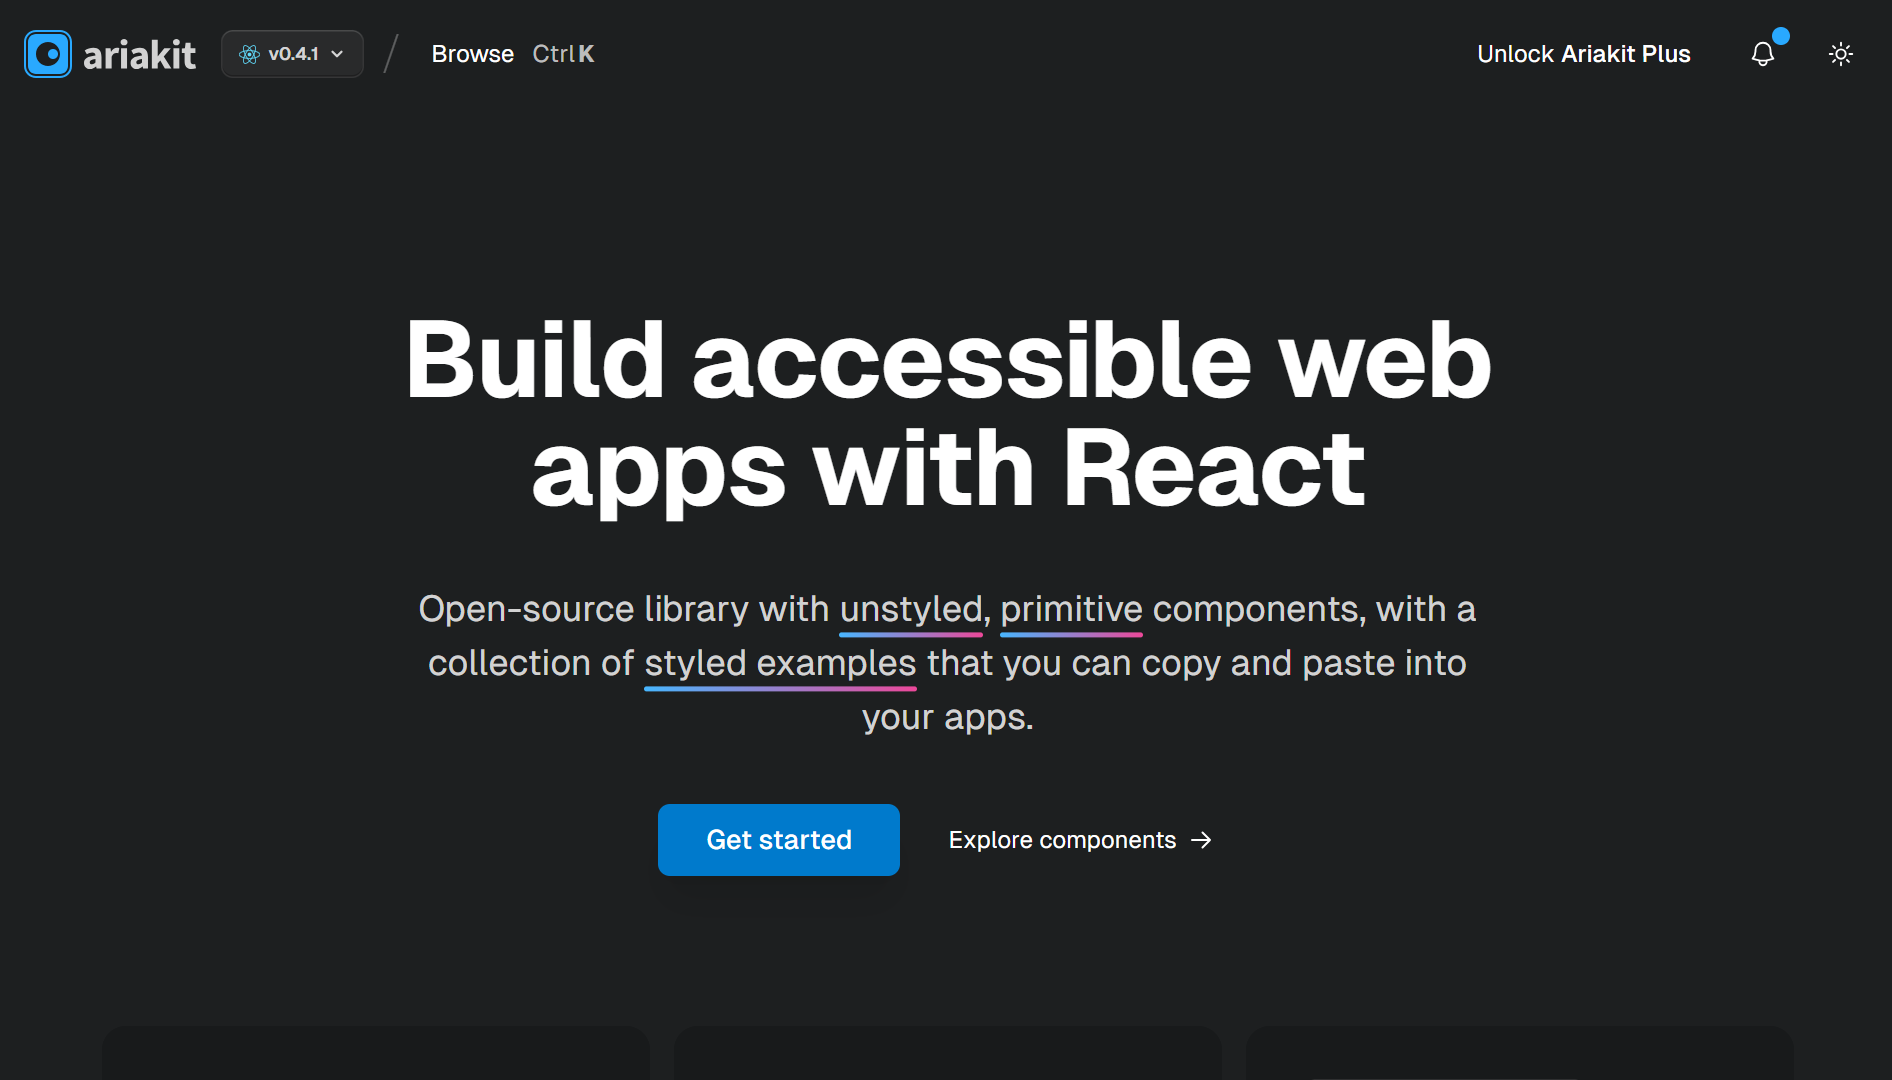 ariakit v0.4.1 Browse Ctrl K Unlock Ariakit Plus
Build accessible web
apps with React
Open-source library with unstyled, primitive components, with a
collection of styled examples that you can copy and paste into
your apps.
Get started Explore components